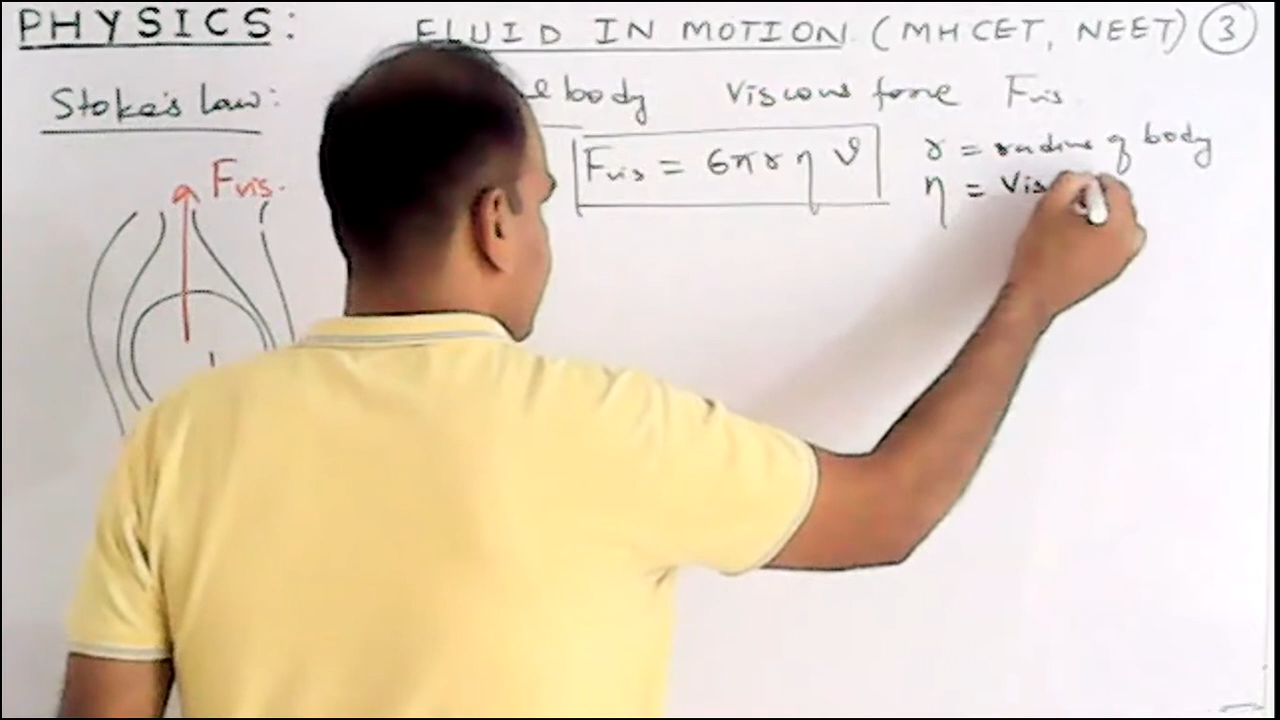 PHYSICS: FLUID IN MOTION (MHCET, NEET) 3
Stoke's Law: body Viscous force Fvis.
Fvis = 6πrηv
r = radius of body
η = Vis
Fvis.